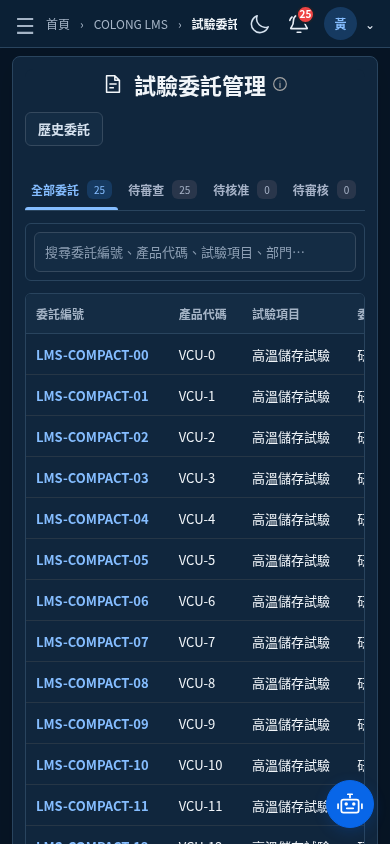 首頁 › COLONG LMS › 試驗委託 25 黃
試驗委託管理
歷史委託
全部委託 25 待審查 25 待核准 0 待審核 0
搜尋委託編號、產品代碼、試驗項目、部門…
委託編號 產品代碼 試驗項目
LMS-COMPACT-00 VCU-0 高溫儲存試驗
LMS-COMPACT-01 VCU-1 高溫儲存試驗
LMS-COMPACT-02 VCU-2 高溫儲存試驗
LMS-COMPACT-03 VCU-3 高溫儲存試驗
LMS-COMPACT-04 VCU-4 高溫儲存試驗
LMS-COMPACT-05 VCU-5 高溫儲存試驗
LMS-COMPACT-06 VCU-6 高溫儲存試驗
LMS-COMPACT-07 VCU-7 高溫儲存試驗
LMS-COMPACT-08 VCU-8 高溫儲存試驗
LMS-COMPACT-09 VCU-9 高溫儲存試驗
LMS-COMPACT-10 VCU-10 高溫儲存試驗
LMS-COMPACT-11 VCU-11 高溫儲存試驗